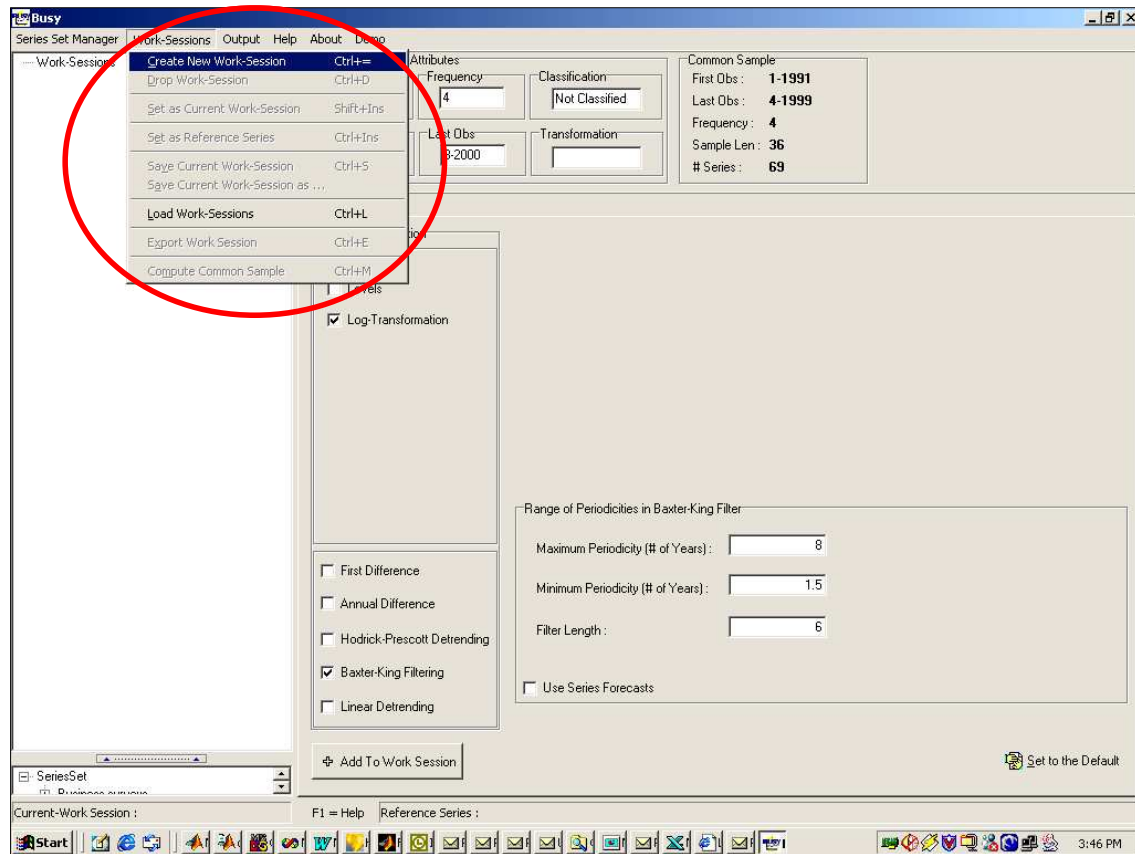 Busy
Series Set Manager Work-Sessions Output Help About Demo
Work-Sessions
Create New Work-Session Ctrl+=
Drop Work-Session Ctrl+D
Set as Current Work-Session Shift+Ins
Set as Reference Series Ctrl+Ins
Save Current Work-Session Ctrl+S
Save Current Work-Session as ...
Load Work-Sessions Ctrl+L
Export Work Session Ctrl+E
Compute Common Sample Ctrl+M
Attributes
Frequency
4
Classification
Not Classified
Last Obs
3-2000
Transformation
Common Sample
First Obs : 1-1991
Last Obs : 4-1999
Frequency : 4
Sample Len : 36
# Series : 69
Levels
Log-Transformation
First Difference
Annual Difference
Hodrick-Prescott Detrending
Baxter-King Filtering
Linear Detrending
Range of Periodicities in Baxter-King Filter
Maximum Periodicity (# of Years) : 8
Minimum Periodicity (# of Years) : 1.5
Filter Length : 6
Use Series Forecasts
Add To Work Session
Set to the Default
SeriesSet
Current-Work Session :
F1 = Help Reference Series :
Start
3:46 PM